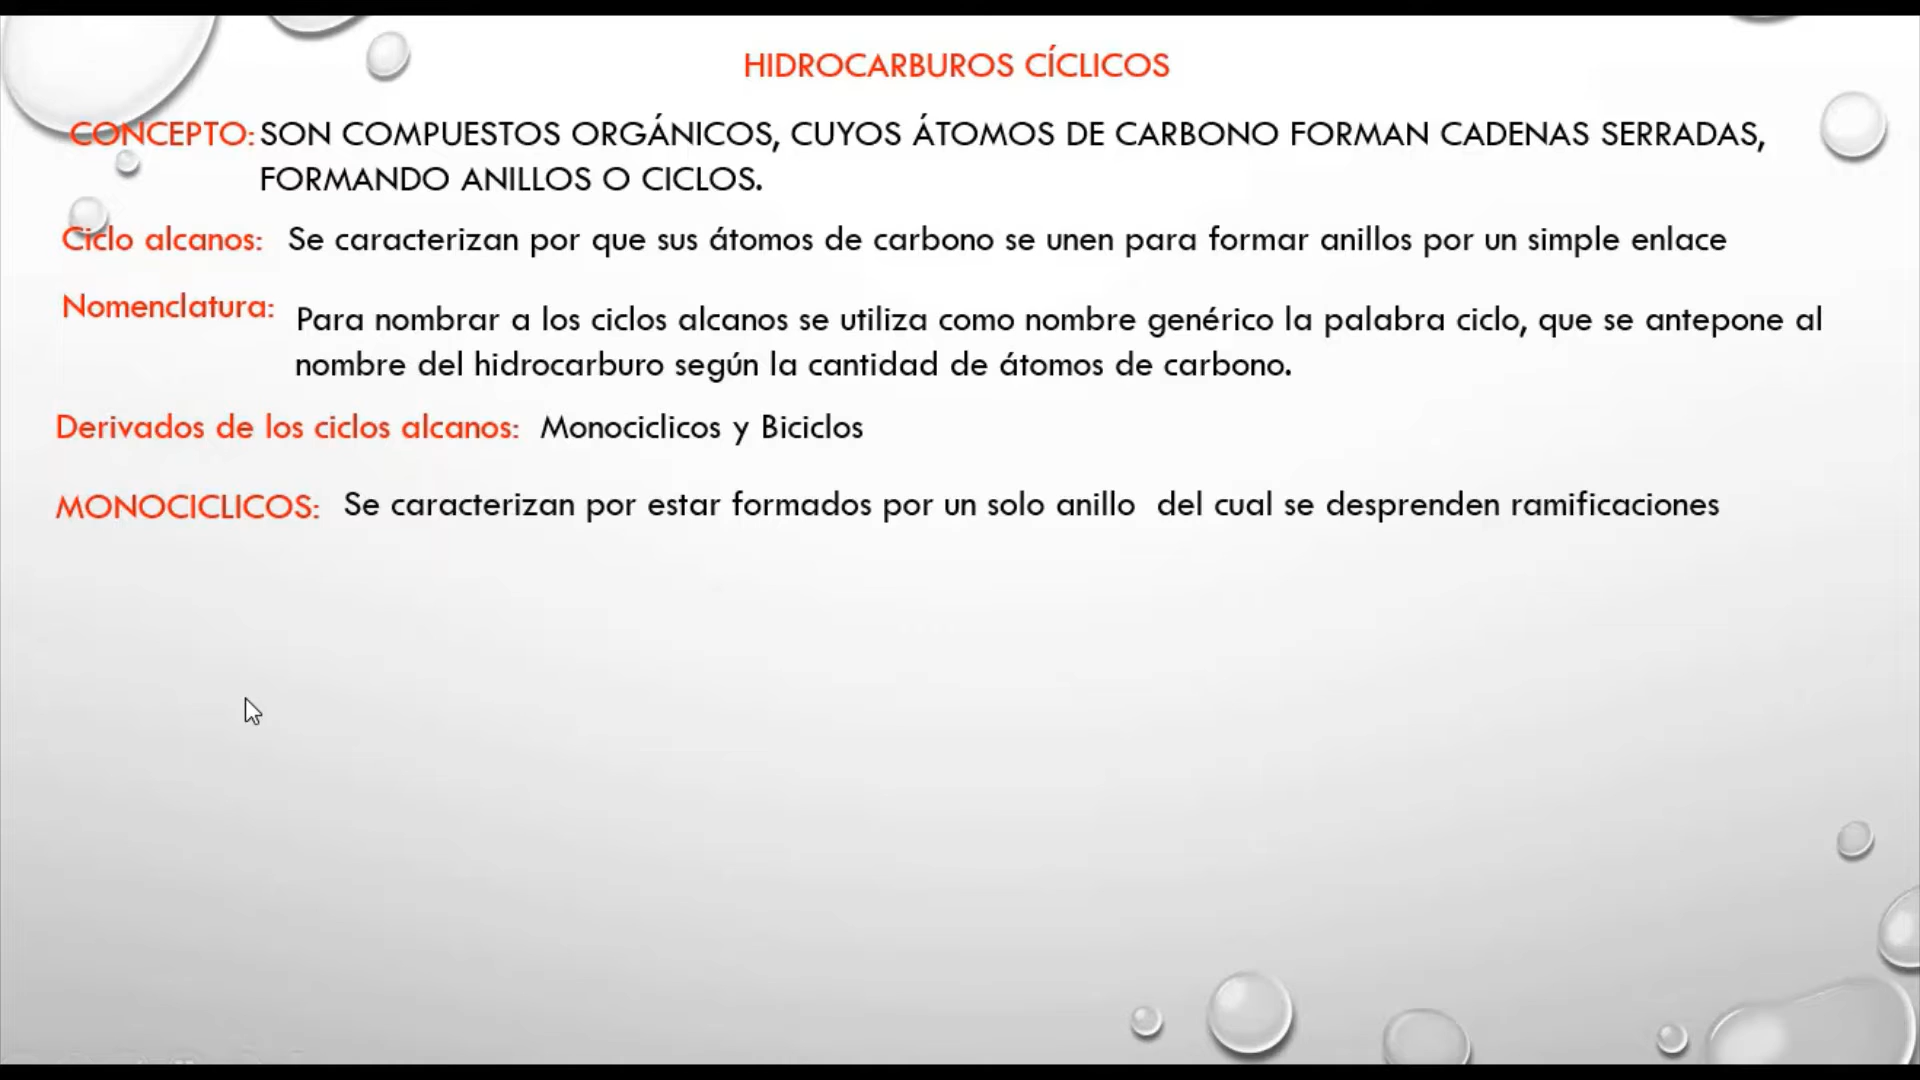 HIDROCARBUROS CÍCLICOS
CONCEPTO: SON COMPUESTOS ORGÁNICOS, CUYOS ÁTOMOS DE CARBONO FORMAN CADENAS SERRADAS,
FORMANDO ANILLOS O CICLOS.
Ciclo alcanos: Se caracterizan por que sus átomos de carbono se unen para formar anillos por un simple enlace
Nomenclatura: Para nombrar a los ciclos alcanos se utiliza como nombre genérico la palabra ciclo, que se antepone al
nombre del hidrocarburo según la cantidad de átomos de carbono.
Derivados de los ciclos alcanos: Monociclicos y Biciclos
MONOCICLICOS: Se caracterizan por estar formados por un solo anillo del cual se desprenden ramificaciones